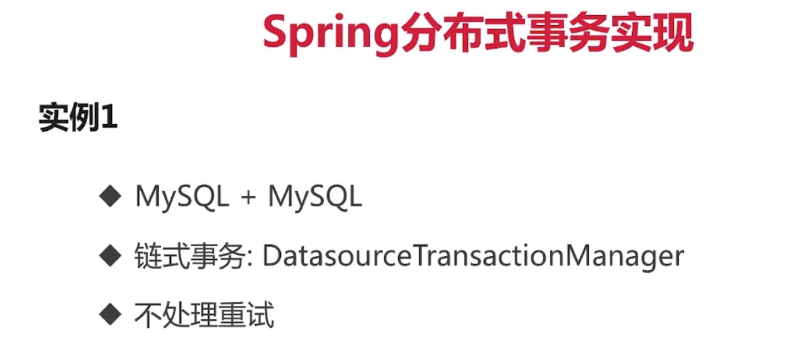 Spring分布式事务实现
实例1
◆ MySQL + MySQL
◆ 链式事务: DatasourceTransactionManager
◆ 不处理重试